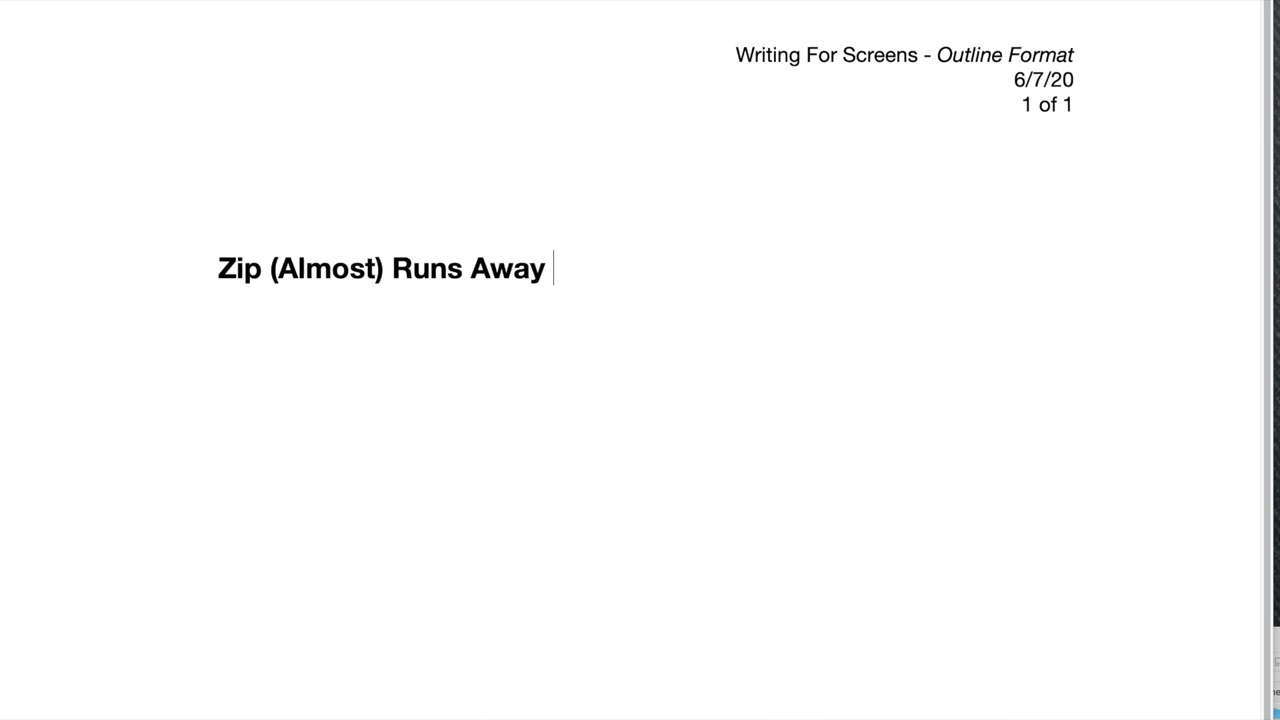 Writing For Screens - Outline Format
6/7/20
1 of 1
Zip (Almost) Runs Away